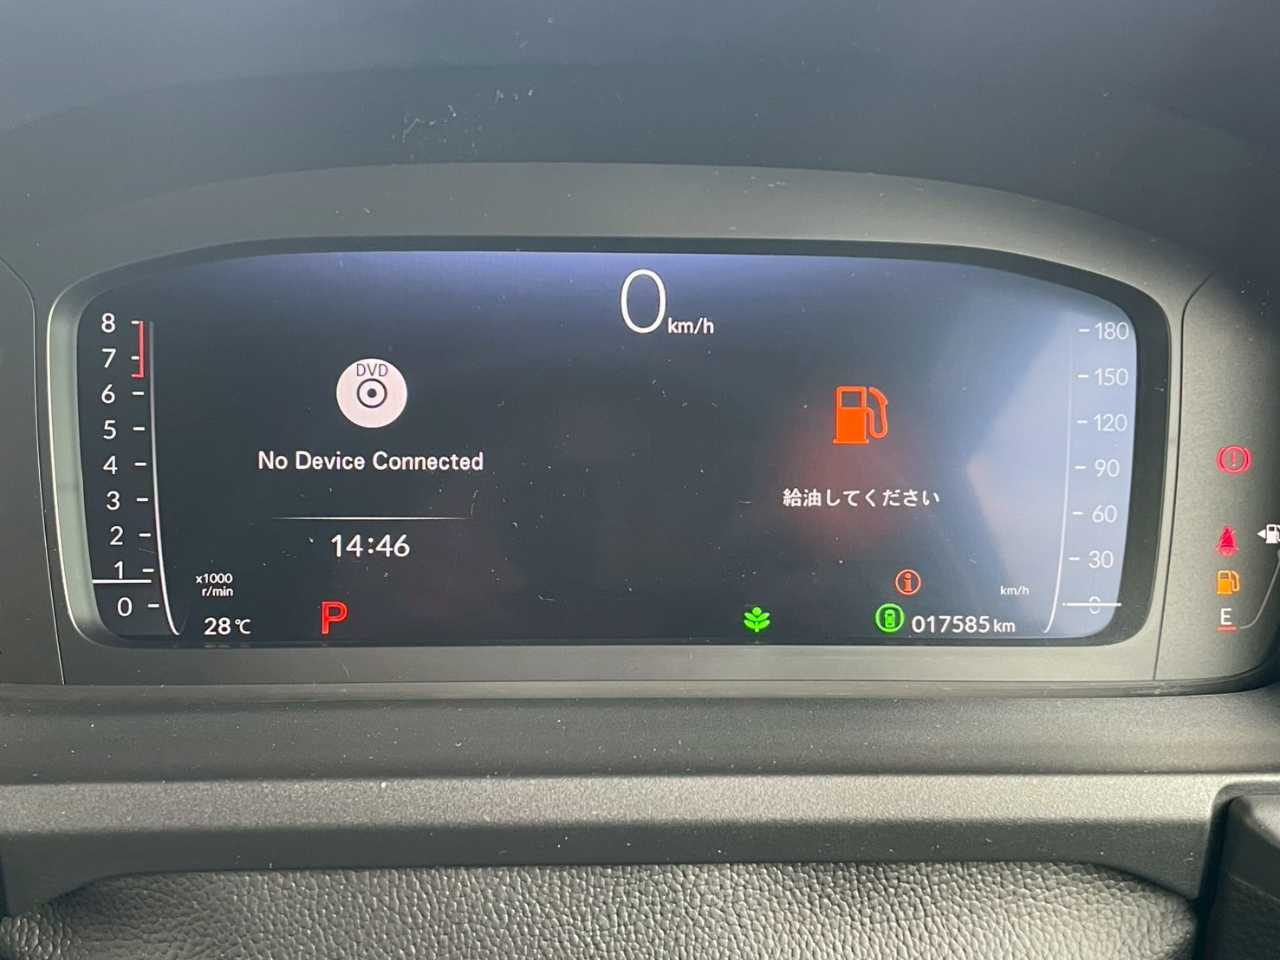 0 km/h
8
7
6
5
4
3
2
1
0
x1000
r/min
28℃
DVD
No Device Connected
14:46
P
給油してください
017585 km
180
150
120
90
60
30
0
km/h
E